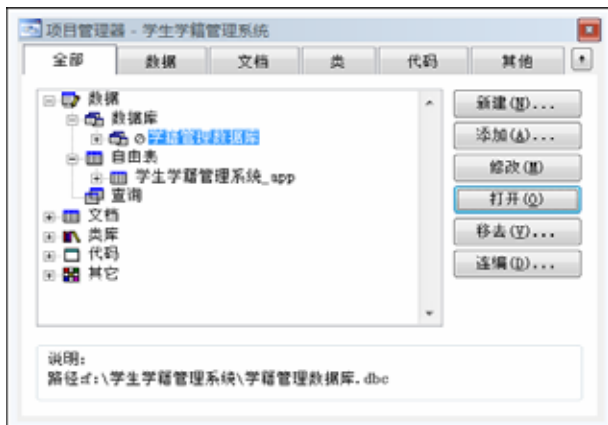 项目管理器 - 学生学籍管理系统
全部 数据 文档 类 代码 其他
数据
数据库
学籍管理数据库
自由表
学生学籍管理系统_app
查询
文档
类库
代码
其它
新建(N)...
添加(A)...
修改(M)
打开(O)
移去(V)...
连编(D)...
说明:
路径:f:\学生学籍管理系统\学籍管理数据库.dbc